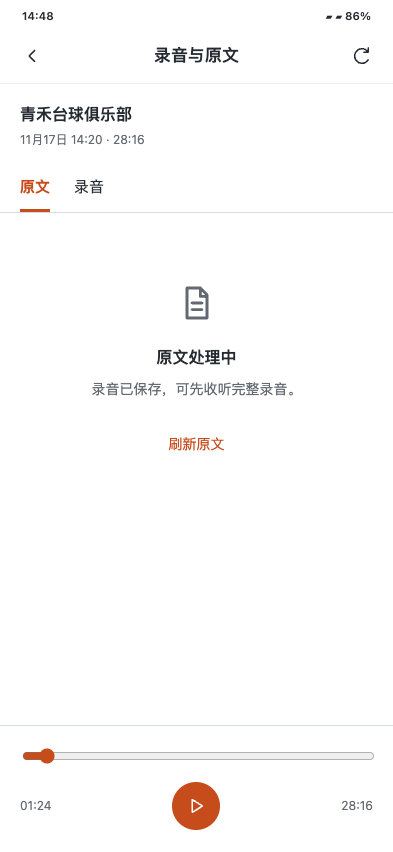 14:48
86%
录音与原文
青禾台球俱乐部
11月17日 14:20 · 28:16
原文
录音
原文处理中
录音已保存，可先收听完整录音。
刷新原文
01:24
28:16